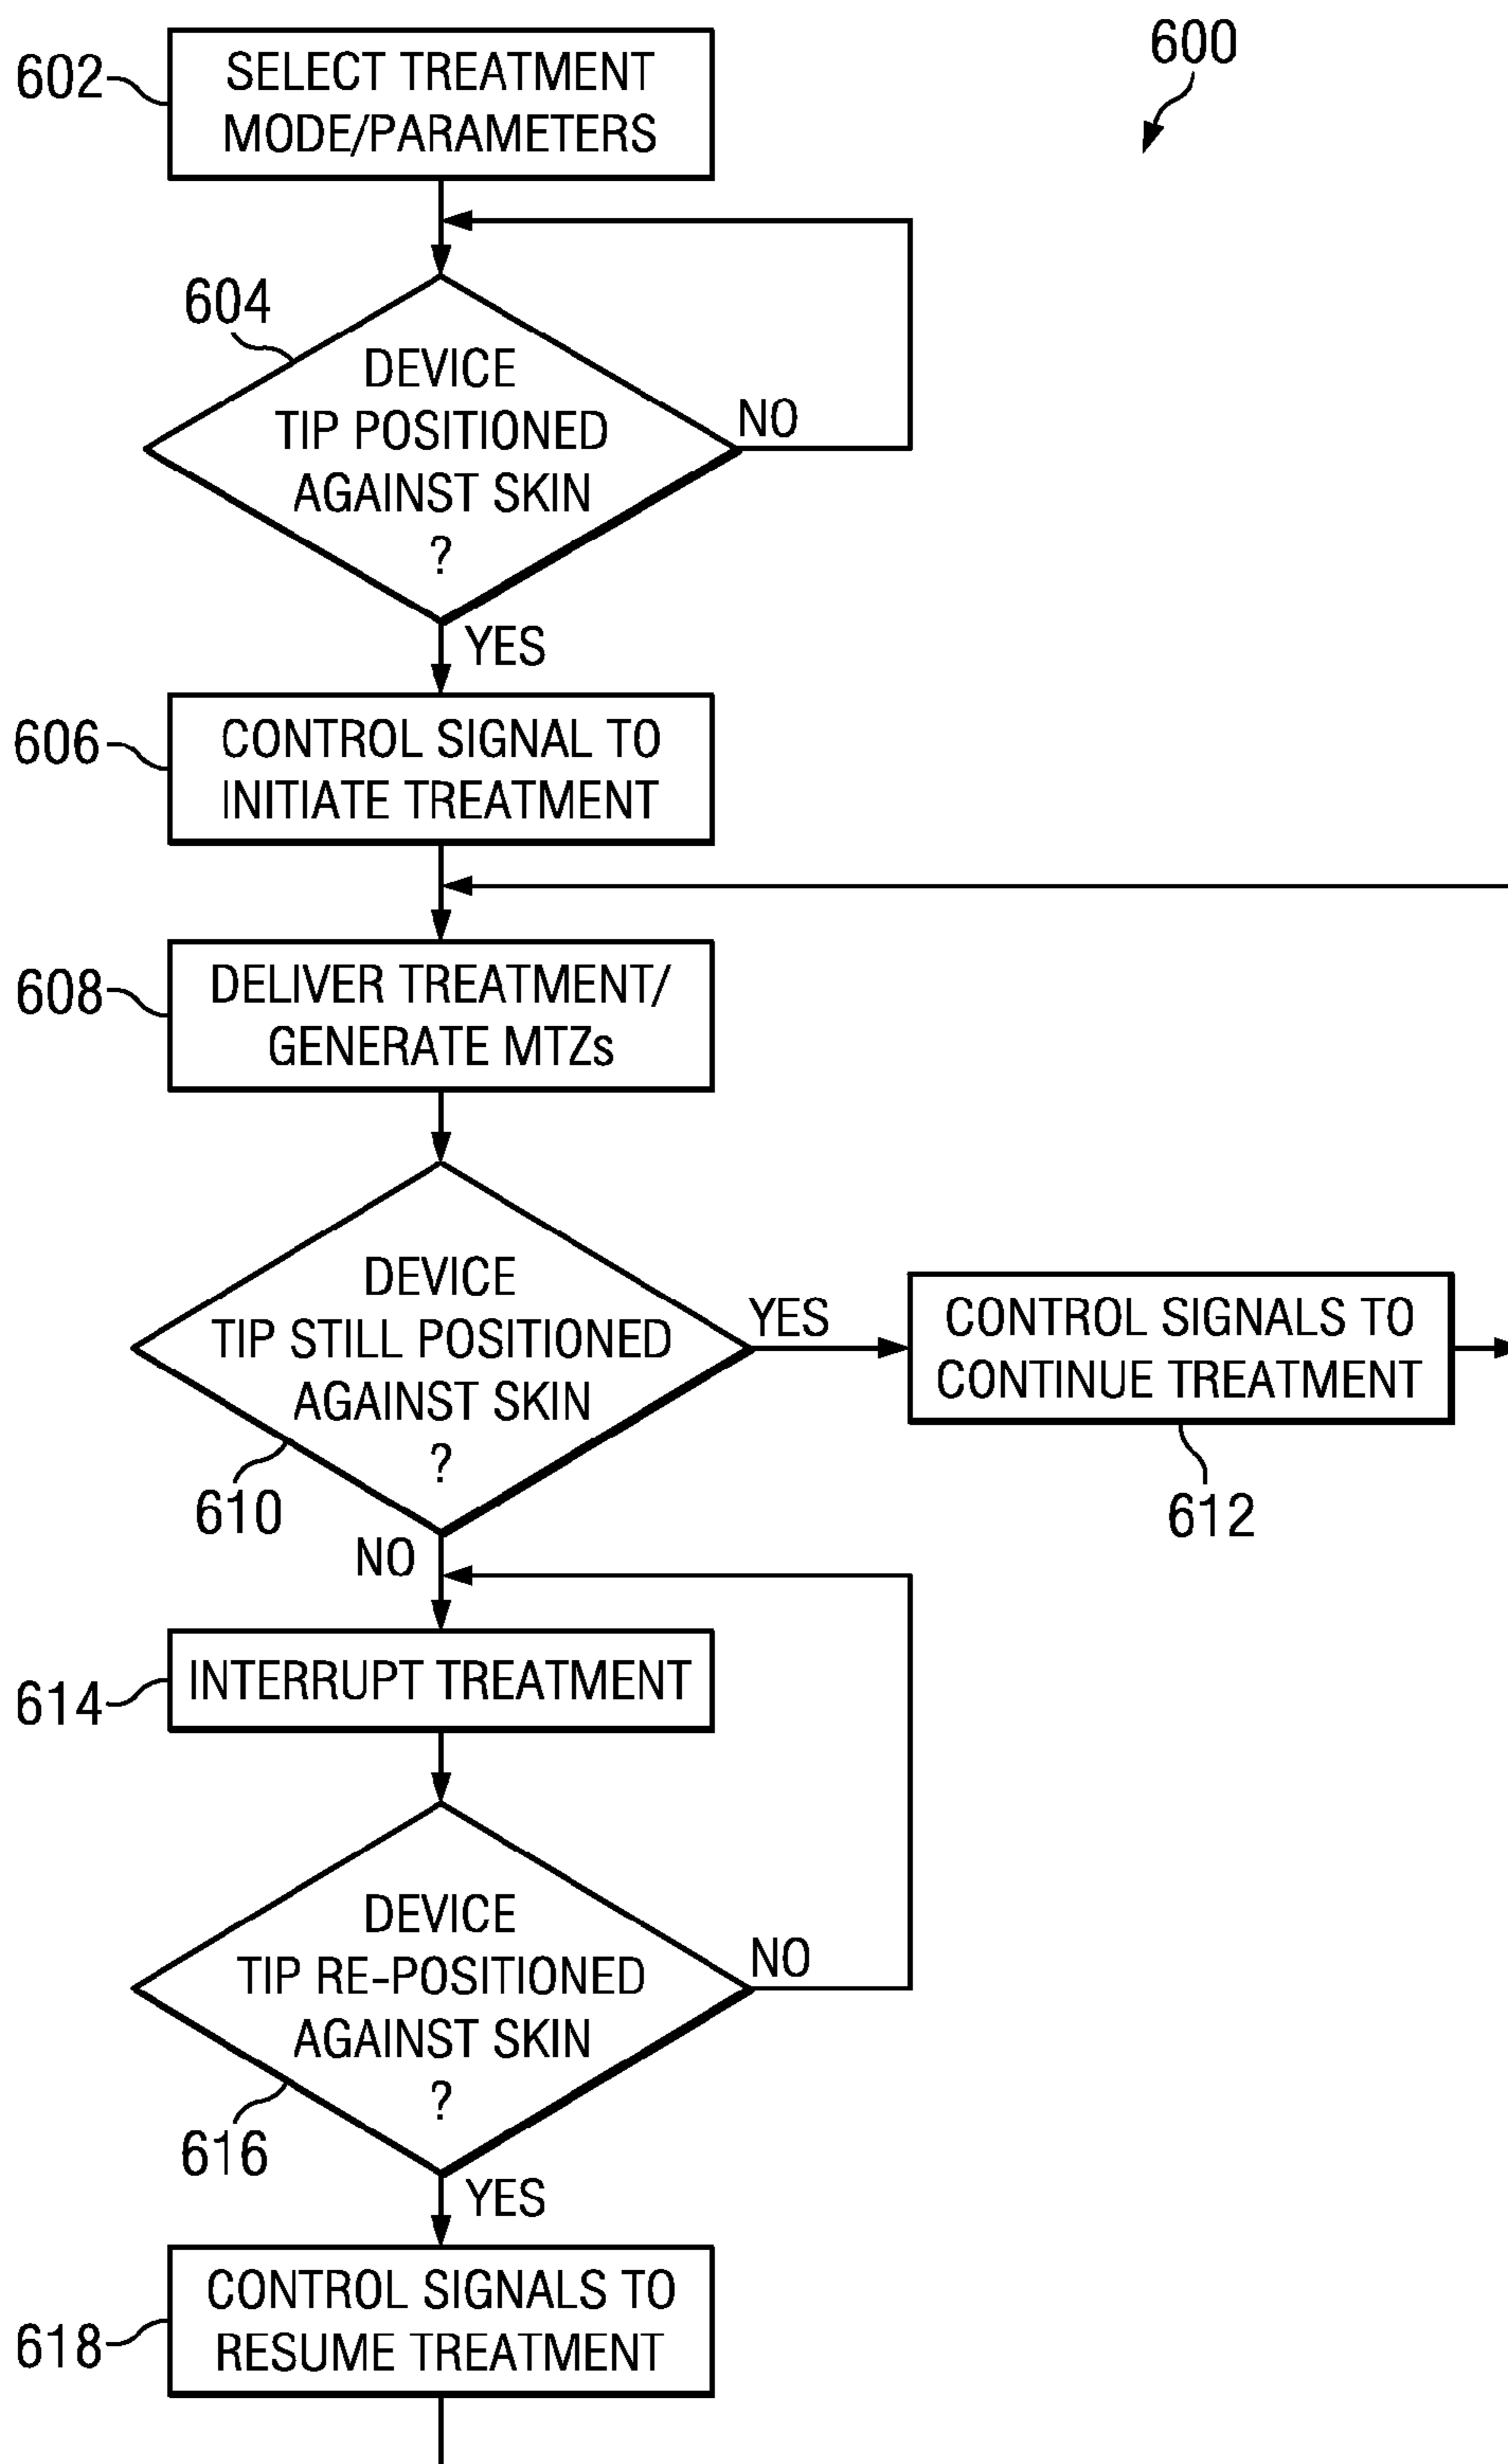 600
602
SELECT TREATMENT
MODE/PARAMETERS
604
DEVICE
TIP POSITIONED
AGAINST SKIN
?
NO
YES
606
CONTROL SIGNAL TO
INITIATE TREATMENT
608
DELIVER TREATMENT/
GENERATE MTZs
DEVICE
TIP STILL POSITIONED
AGAINST SKIN
?
610
YES
CONTROL SIGNALS TO
CONTINUE TREATMENT
612
NO
614
INTERRUPT TREATMENT
DEVICE
TIP RE-POSITIONED
AGAINST SKIN
?
616
NO
YES
618
CONTROL SIGNALS TO
RESUME TREATMENT